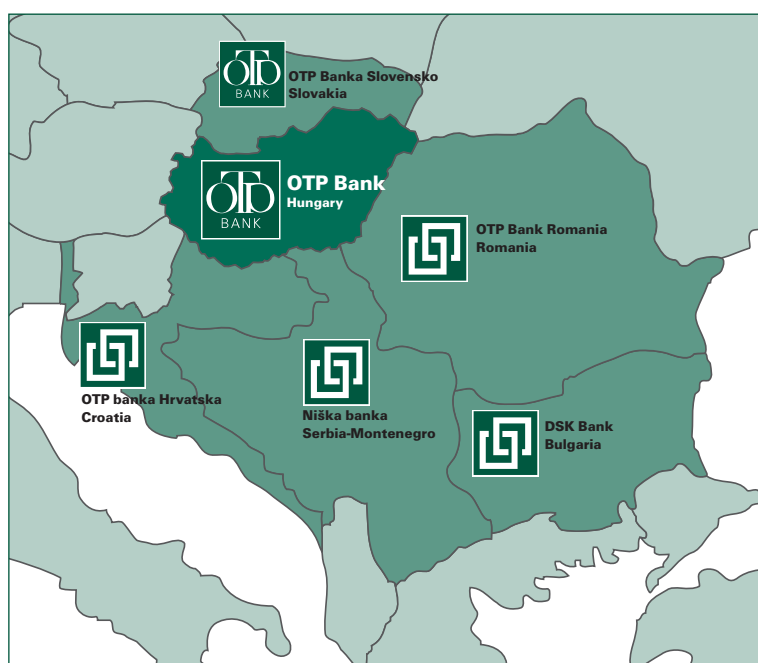 OTP
BANK
OTP Banka Slovensko
Slovakia
OTP
BANK
OTP Bank
Hungary
OTP Bank Romania
Romania
OTP banka Hrvatska
Croatia
Niška banka
Serbia-Montenegro
DSK Bank
Bulgaria